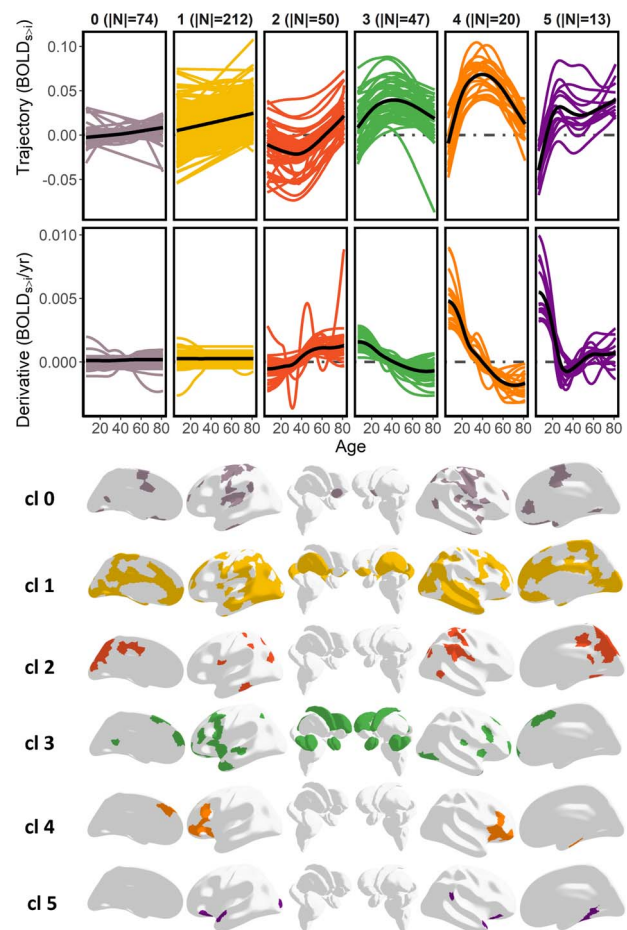 0 (|N|=74) 1 (|N|=212) 2 (|N|=50) 3 (|N|=47) 4 (|N|=20) 5 (|N|=13)
Trajectory (BOLDs>i)
0.10
0.05
0.00
-0.05
Derivative (BOLDs>i/yr)
0.010
0.005
0.000
20 40 60 80 20 40 60 80 20 40 60 80 20 40 60 80 20 40 60 80 20 40 60 80
Age
cl 0
cl 1
cl 2
cl 3
cl 4
cl 5